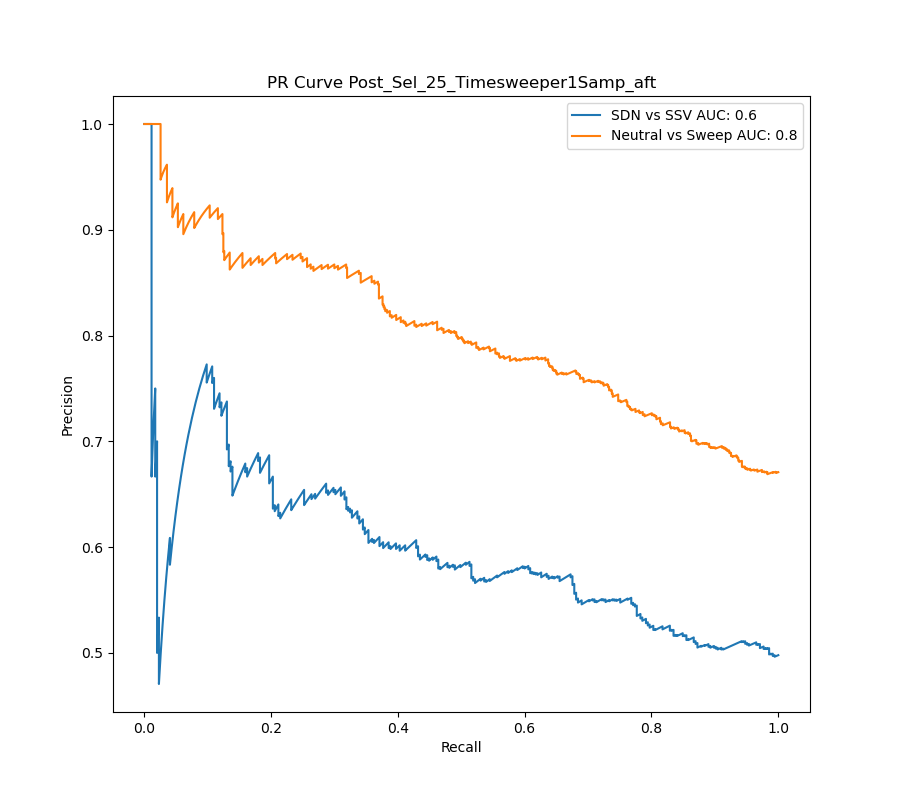 PR Curve Post_Sel_25_Timesweeper1Samp_aft
SDN vs SSV AUC: 0.6
Neutral vs Sweep AUC: 0.8
1.0
0.9
0.8
0.7
0.6
0.5
Precision
0.0 0.2 0.4 0.6 0.8 1.0
Recall